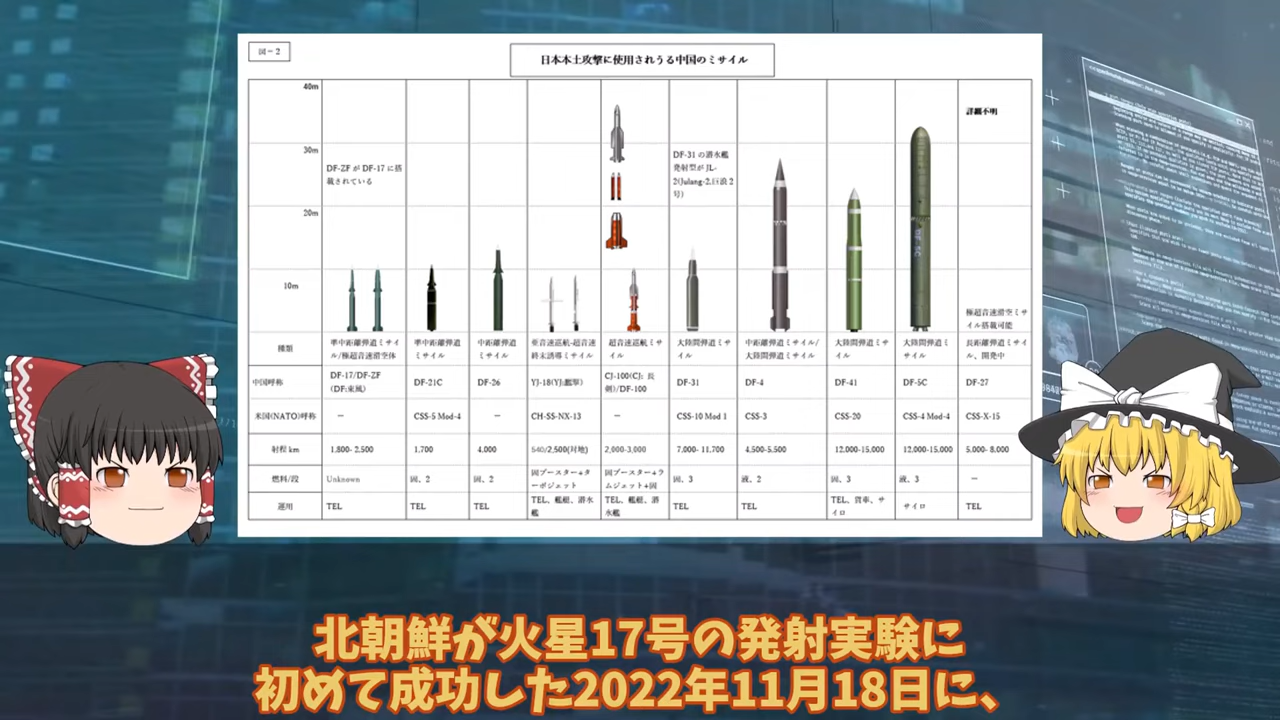 図－2
日本本土攻撃に使用されうる中国のミサイル
40m
30m
20m
10m
DF-ZF が DF-17 に搭
載されている
DF-31 の潜水艦
発射型が JL-
2(Julang-2,巨浪 2
号)
詳細不明
極超音速滑空ミサ
イル搭載可能
種類
準中距離弾道ミサイ
ル/極超音速滑空体
準中距離弾道
ミサイル
中距離弾道
ミサイル
亜音速巡航-超音速
終末誘導ミサイル
超音速巡航ミサ
イル
大陸間弾道ミ
サイル
中距離弾道ミサイル/
大陸間弾道ミサイル
大陸間弾道ミ
サイル
大陸間弾道ミ
サイル
長距離弾道ミサイ
ル、開発中
中国呼称
DF-17/DF-ZF
(DF:東風)
DF-21C
DF-26
YJ-18(YJ:鷹撃)
CJ-100(CJ: 長
剣)/DF-100
DF-31
DF-4
DF-41
DF-5C
DF-27
米国(NATO)呼称
－
CSS-5 Mod-4
－
CH-SS-NX-13
－
CSS-10 Mod 1
CSS-3
CSS-20
CSS-4 Mod-4
CSS-X-15
射程 km
1,800- 2,500
1,700
4,000
540/2,500(対地)
2,000-3,000
7,000- 11,700
4,500-5,500
12,000-15,000
12,000-15,000
5,000- 8,000
燃料/段
Unknown
固、2
固、2
固ブースター+タ
ーボジェット
固ブースター+ラ
ムジェット+固
固、3
液、2
固、3
液、3
－
運用
TEL
TEL
TEL
TEL、艦艇、潜水
艦
TEL、艦艇、潜
水艦
TEL
TEL
TEL、貨車、サ
イロ
サイロ
TEL
北朝鮮が火星17号の発射実験に
初めて成功した2022年11月18日に、